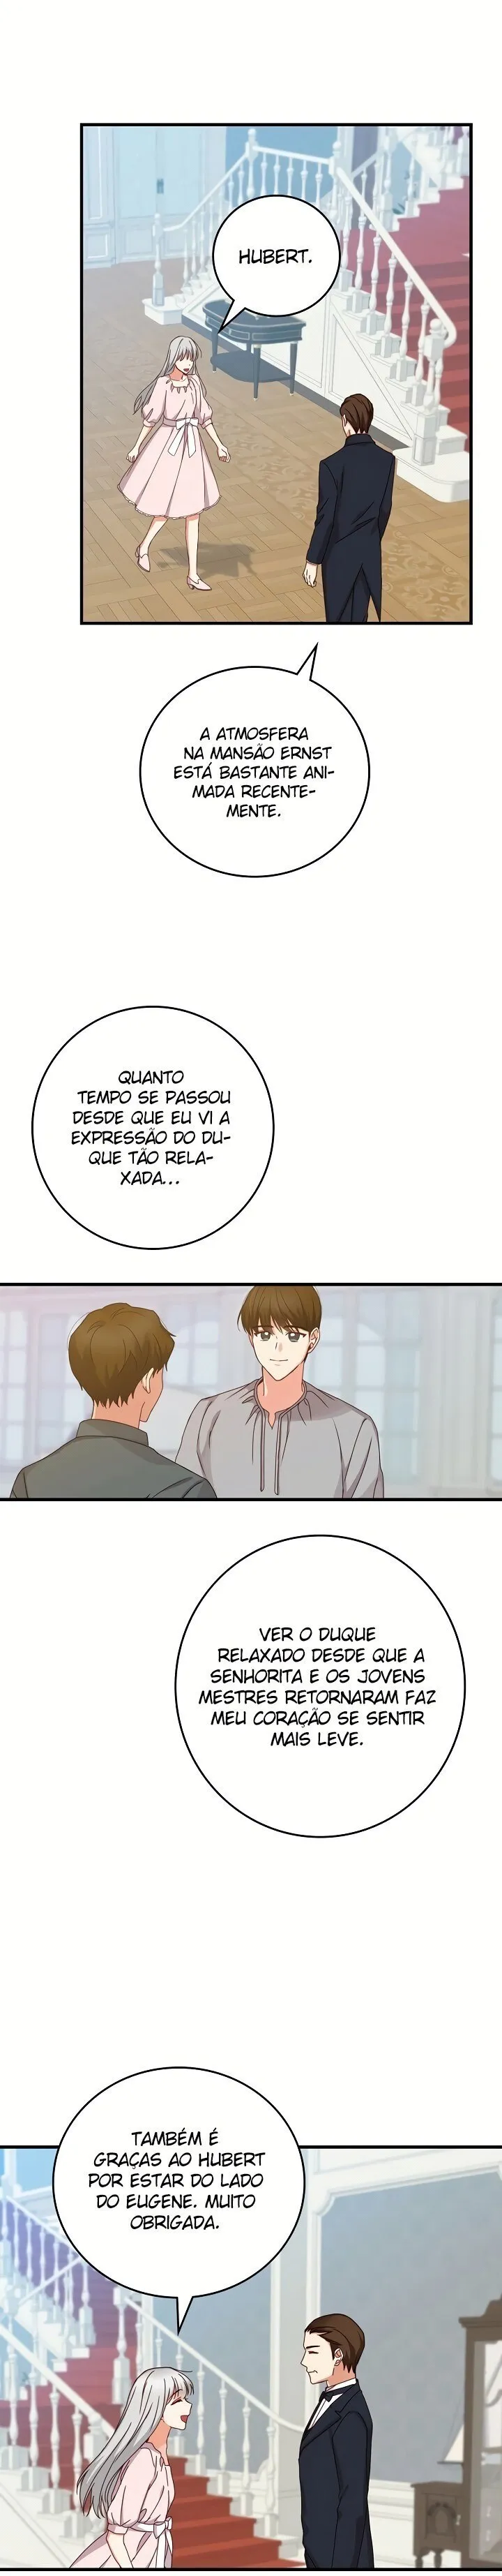 HUBERT.
A ATMOSFERA
NA MANSÃO ERNST
ESTÁ BASTANTE ANI-
MADA RECENTE-
MENTE.
QUANTO
TEMPO SE PASSOU
DESDE QUE EU VI A
EXPRESSÃO DO DU-
QUE TÃO RELA-
XADA...
VER O DUQUE
RELAXADO DESDE QUE A
SENHORITA E OS JOVENS
MESTRES RETORNARAM FAZ
MEU CORAÇÃO SE SENTIR
MAIS LEVE.
TAMBÉM É
GRAÇAS AO HUBERT
POR ESTAR DO LADO
DO EUGENE. MUITO
OBRIGADA.